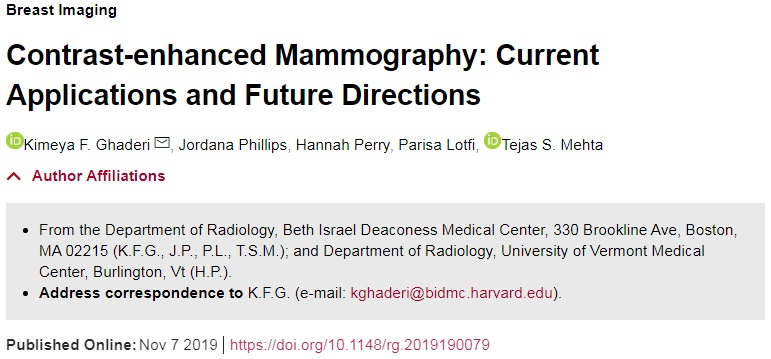 Breast Imaging
Contrast-enhanced Mammography: Current
Applications and Future Directions
iD Kimeya F. Ghaderi, Jordana Phillips, Hannah Perry, Parisa Lotfi, iD Tejas S. Mehta
Author Affiliations
• From the Department of Radiology, Beth Israel Deaconess Medical Center, 330 Brookline Ave, Boston,
MA 02215 (K.F.G., J.P., P.L., T.S.M.); and Department of Radiology, University of Vermont Medical
Center, Burlington, Vt (H.P.).
• Address correspondence to K.F.G. (e-mail: kghaderi@bidmc.harvard.edu).
Published Online: Nov 7 2019 | https://doi.org/10.1148/rg.2019190079